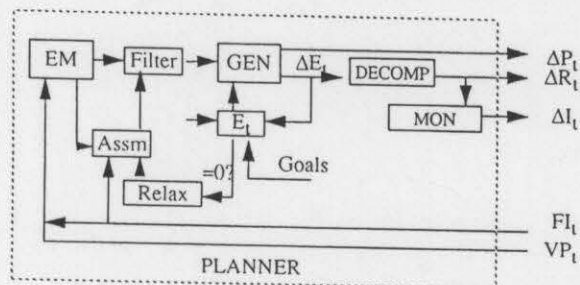 EM
Filter
GEN
ΔE_t
DECOMP
ΔP_t
ΔR_t
MON
ΔI_t
E_t
Assm
Goals
=0?
Relax
FI_t
VP_t
PLANNER